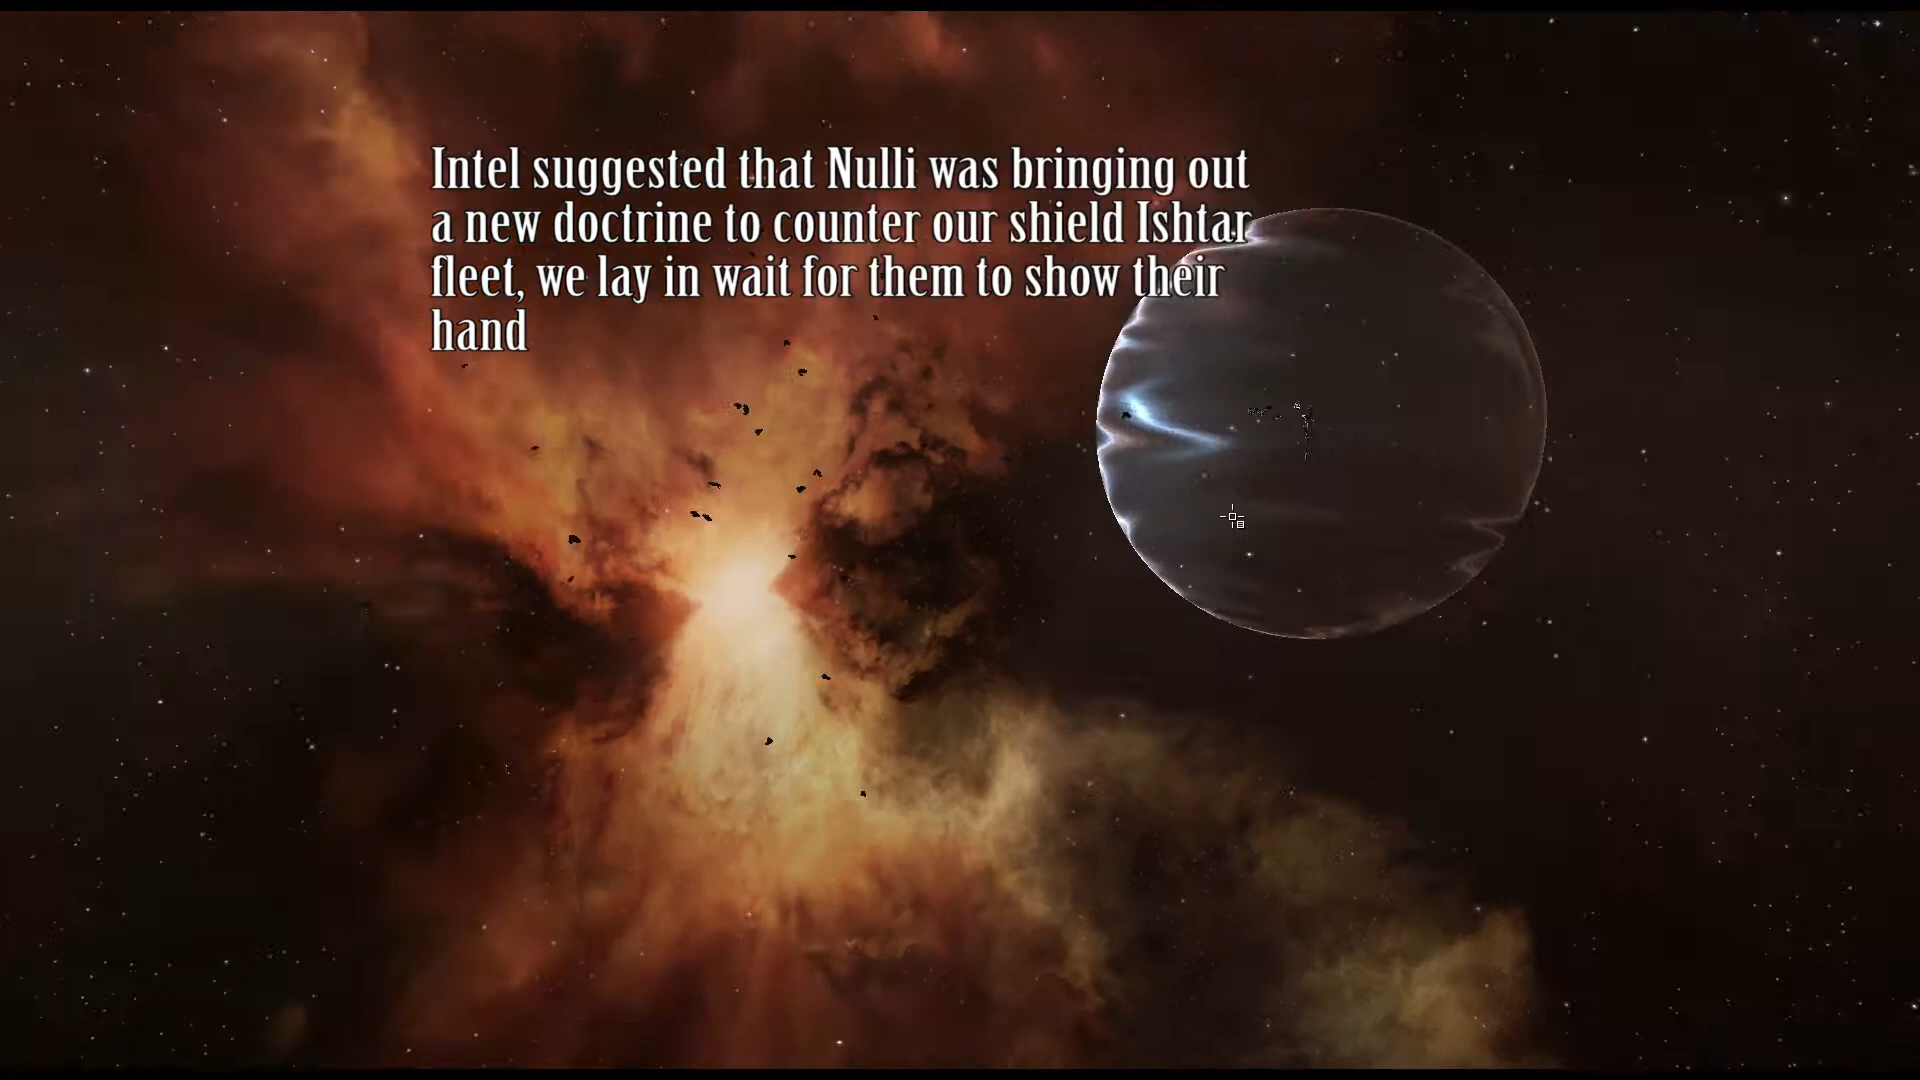 Intel suggested that Nulli was bringing out
a new doctrine to counter our shield Ishtar
fleet, we lay in wait for them to show their
hand